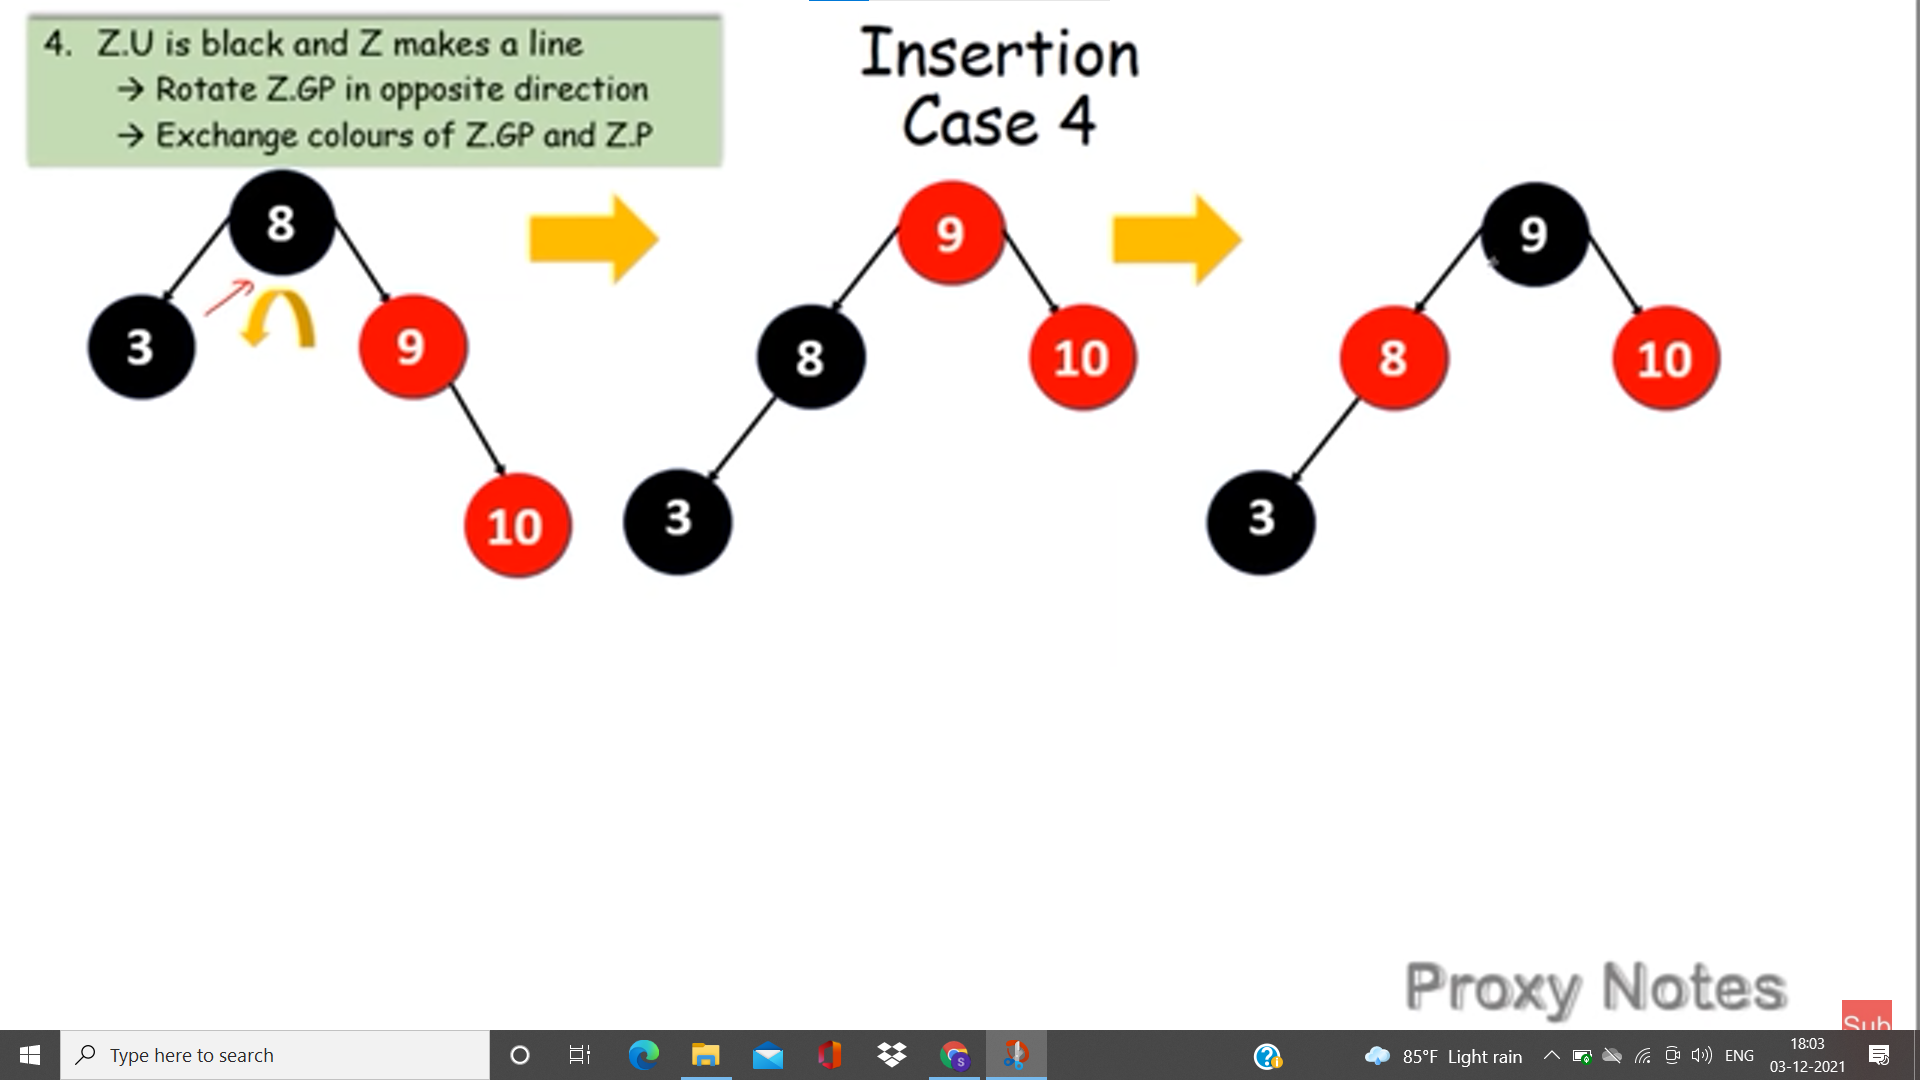 4. Z.U is black and Z makes a line
→ Rotate Z.GP in opposite direction
→ Exchange colours of Z.GP and Z.P
Insertion
Case 4
8
3
9
10
9
8
10
3
9
8
10
3
Proxy Notes
Sub
Type here to search
85°F Light rain
ENG
18:03
03-12-2021